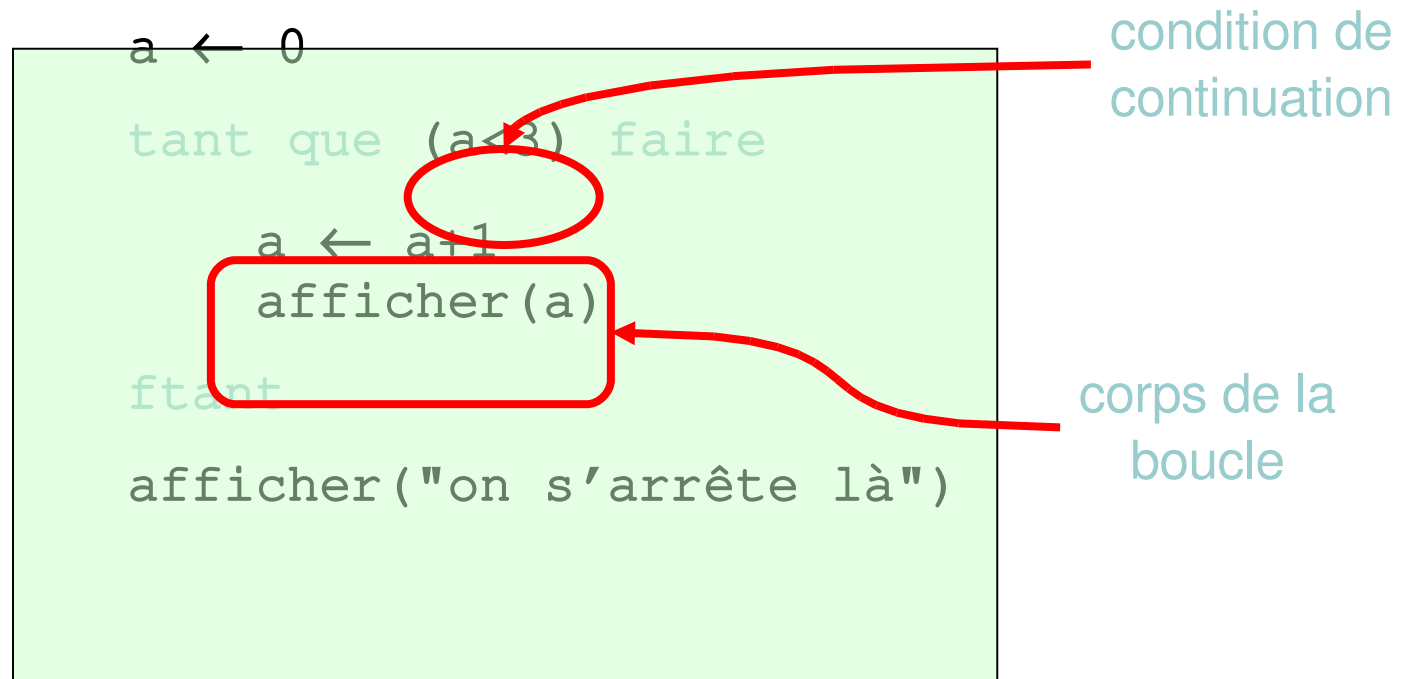 a ← 0
tant que (a<3) faire
a ← a+1
afficher(a)
ftant
afficher("on s’arrête là")
condition de
continuation
corps de la
boucle